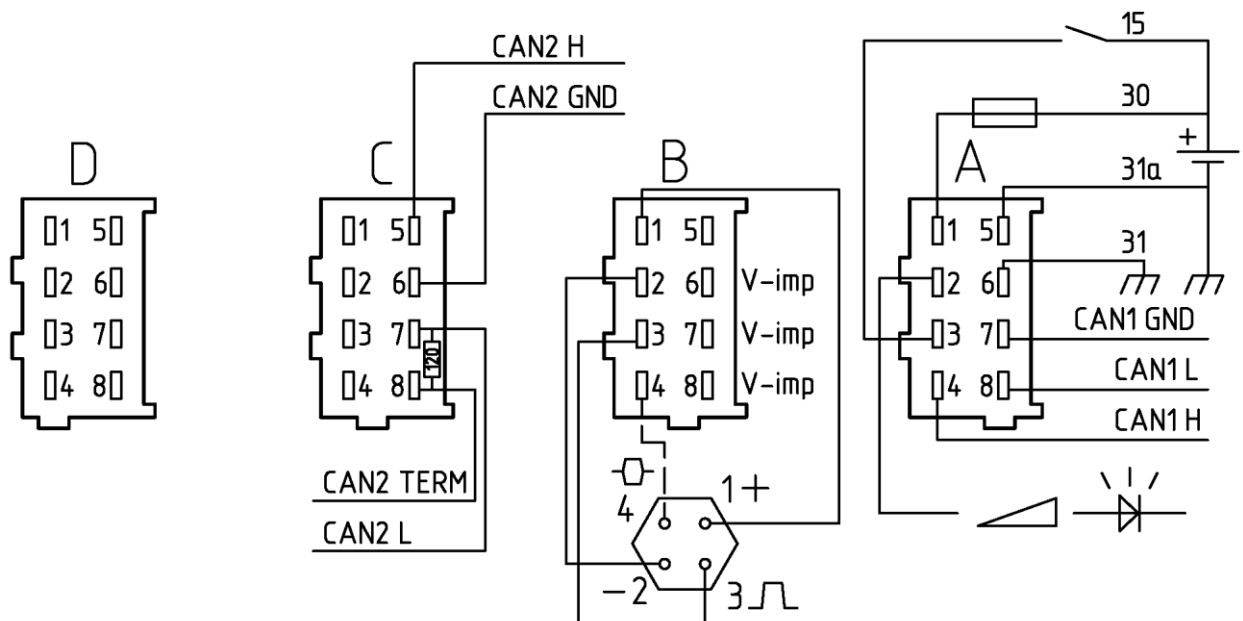 CAN2 H
CAN2 GND
15
30
+
31a
31
D
C
B
A
1 5
2 6
3 7
4 8
1 5
2 6
3 7
4 8
120
1 5
2 6 V-imp
3 7 V-imp
4 8 V-imp
1 5
2 6
3 7
4 8
CAN1 GND
CAN1 L
CAN1 H
CAN2 TERM
CAN2 L
4
1+
-2
3